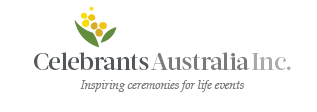 Celebrants Australia Inc.
Inspiring ceremonies for life events